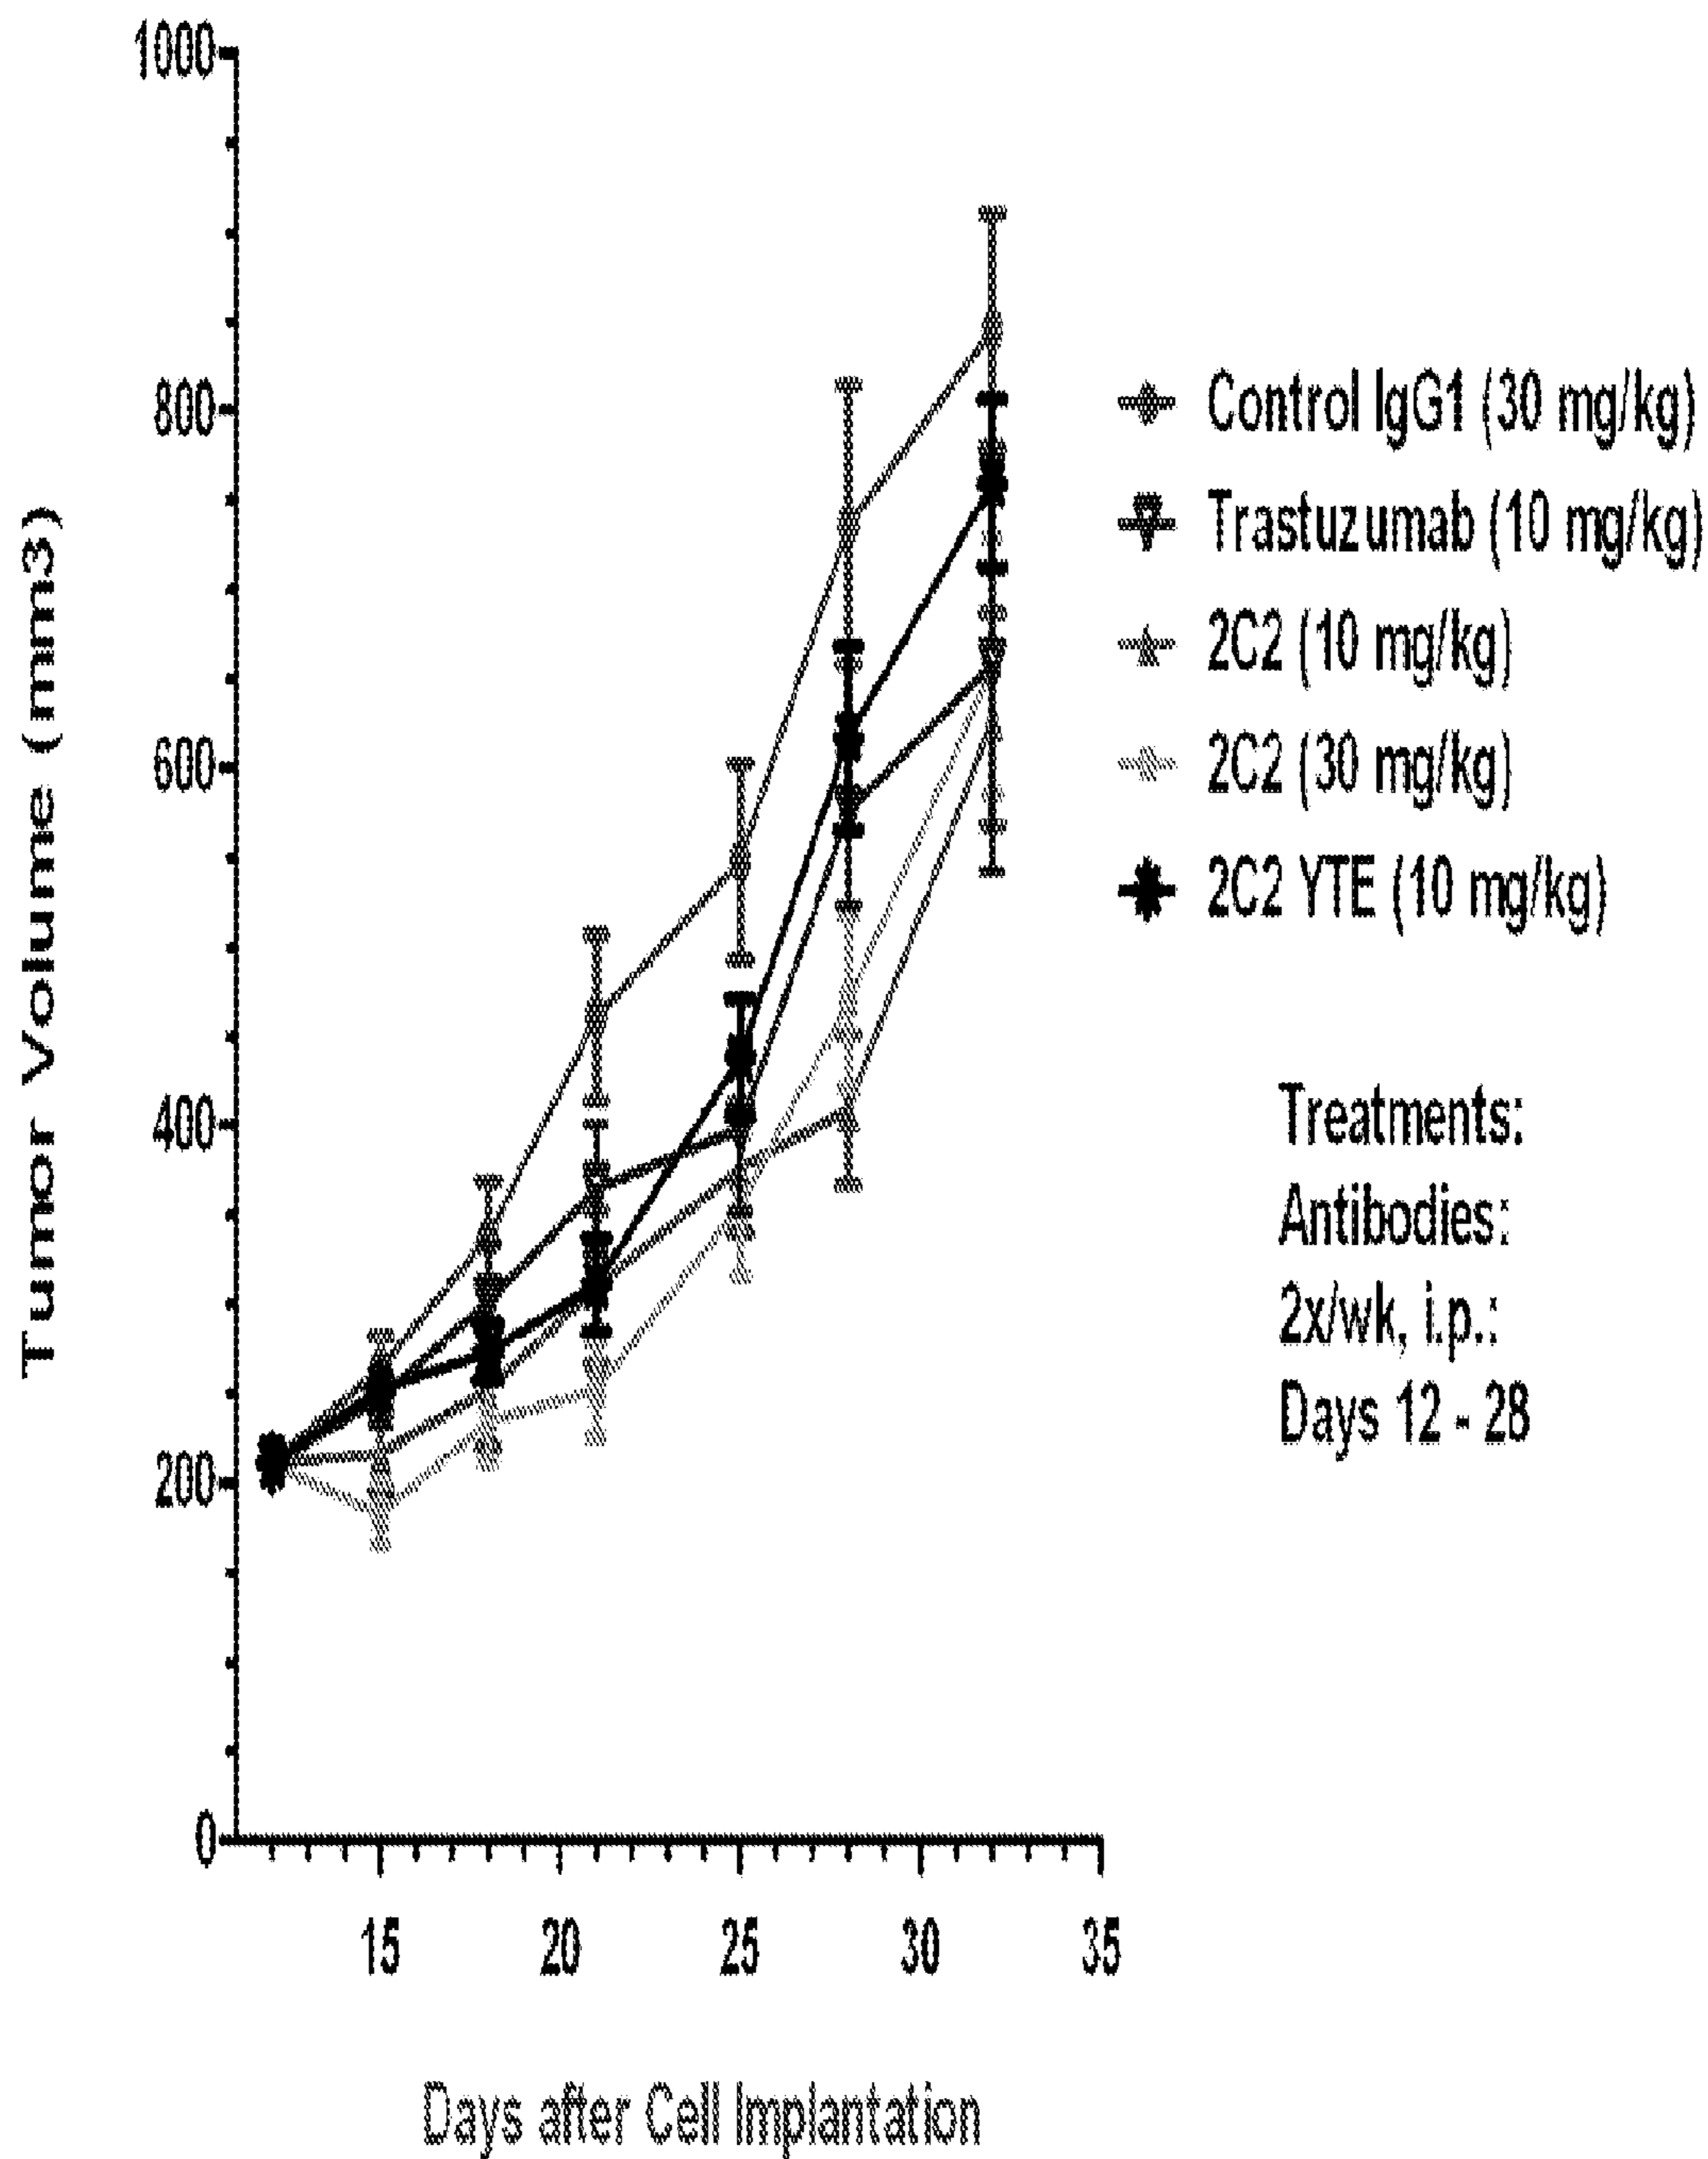 1000
800
600
400
200
0
Tumor Volume (mm3)
15 20 25 30 35
Days after Cell Implantation
Control IgG1 (30 mg/kg)
Trastuzumab (10 mg/kg)
2C2 (10 mg/kg)
2C2 (30 mg/kg)
2C2 YTE (10 mg/kg)
Treatments:
Antibodies:
2x/wk, i.p.:
Days 12 - 28